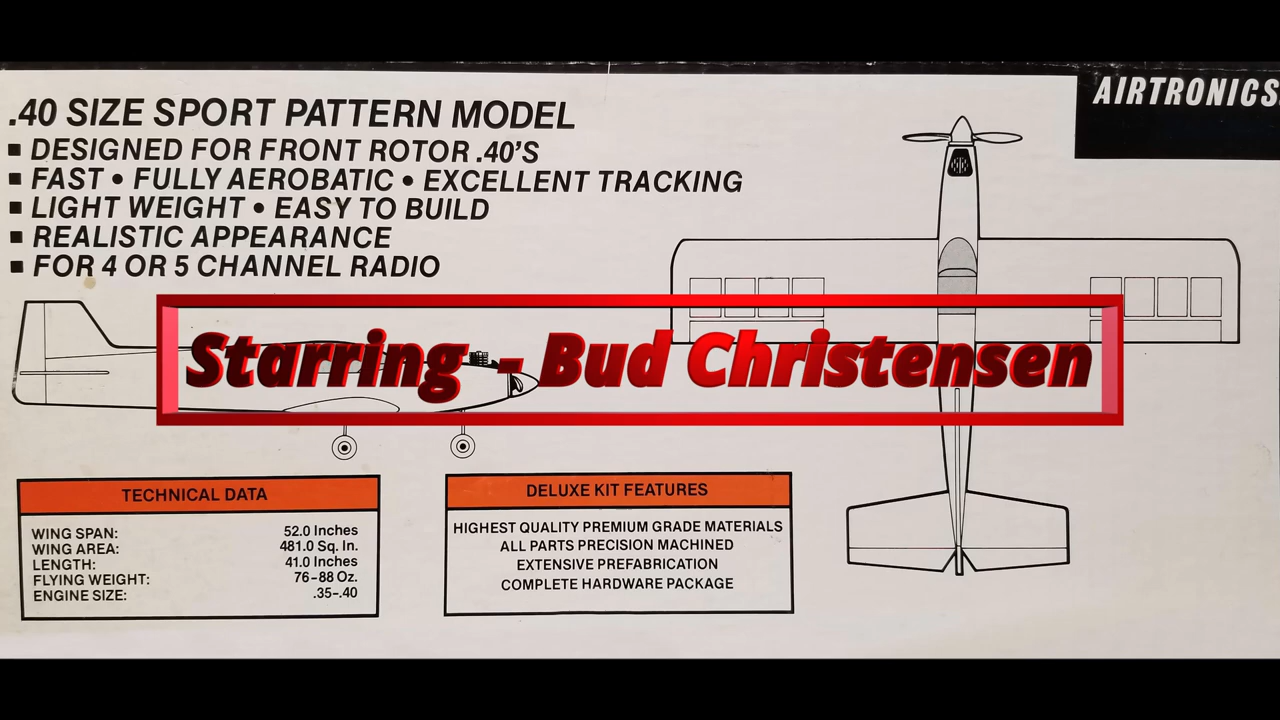 AIRTRONICS
.40 SIZE SPORT PATTERN MODEL
■ DESIGNED FOR FRONT ROTOR .40'S
■ FAST • FULLY AEROBATIC • EXCELLENT TRACKING
■ LIGHT WEIGHT • EASY TO BUILD
■ REALISTIC APPEARANCE
■ FOR 4 OR 5 CHANNEL RADIO
Starring - Bud Christensen
TECHNICAL DATA
WING SPAN: 52.0 Inches
WING AREA: 481.0 Sq. In.
LENGTH: 41.0 Inches
FLYING WEIGHT: 76-88 Oz.
ENGINE SIZE: .35-.40
DELUXE KIT FEATURES
HIGHEST QUALITY PREMIUM GRADE MATERIALS
ALL PARTS PRECISION MACHINED
EXTENSIVE PREFABRICATION
COMPLETE HARDWARE PACKAGE